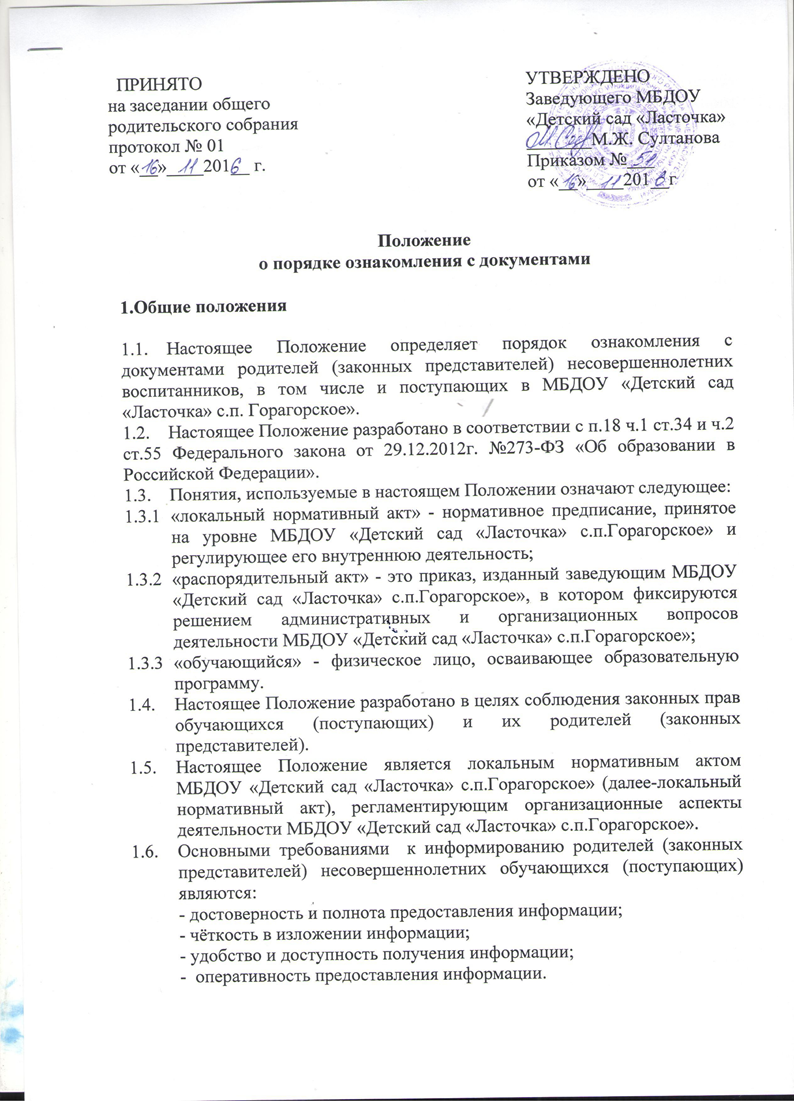 ПРИНЯТО
на заседании общего
родительского собрания
протокол № 01
от «16» 11 2016 г.
УТВЕРЖДЕНО
Заведующего МБДОУ
«Детский сад «Ласточка»
М.Ж. Султанова
Приказом № 51
от «16» 11 201 г
Положение
о порядке ознакомления с документами
1.Общие положения
1.1. Настоящее Положение определяет порядок ознакомления с
документами родителей (законных представителей) несовершеннолетних
воспитанников, в том числе и поступающих в МБДОУ «Детский сад
«Ласточка» с.п. Горагорское».
1.2. Настоящее Положение разработано в соответствии с п.18 ч.1 ст.34 и ч.2
ст.55 Федерального закона от 29.12.2012г. №273-ФЗ «Об образовании в
Российской Федерации».
1.3. Понятия, используемые в настоящем Положении означают следующее:
1.3.1 «локальный нормативный акт» - нормативное предписание, принятое
на уровне МБДОУ «Детский сад «Ласточка» с.п.Горагорское» и
регулирующее его внутреннюю деятельность;
1.3.2 «распорядительный акт» - это приказ, изданный заведующим МБДОУ
«Детский сад «Ласточка» с.п.Горагорское», в котором фиксируются
решением административных и организационных вопросов
деятельности МБДОУ «Детский сад «Ласточка» с.п.Горагорское»;
1.3.3 «обучающийся» - физическое лицо, осваивающее образовательную
программу.
1.4. Настоящее Положение разработано в целях соблюдения законных прав
обучающихся (поступающих) и их родителей (законных
представителей).
1.5. Настоящее Положение является локальным нормативным актом
МБДОУ «Детский сад «Ласточка» с.п.Горагорское» (далее-локальный
нормативный акт), регламентирующим организационные аспекты
деятельности МБДОУ «Детский сад «Ласточка» с.п.Горагорское».
1.6. Основными требованиями к информированию родителей (законных
представителей) несовершеннолетних обучающихся (поступающих)
являются:
- достоверность и полнота предоставления информации;
- чёткость в изложении информации;
- удобство и доступность получения информации;
- оперативность предоставления информации.